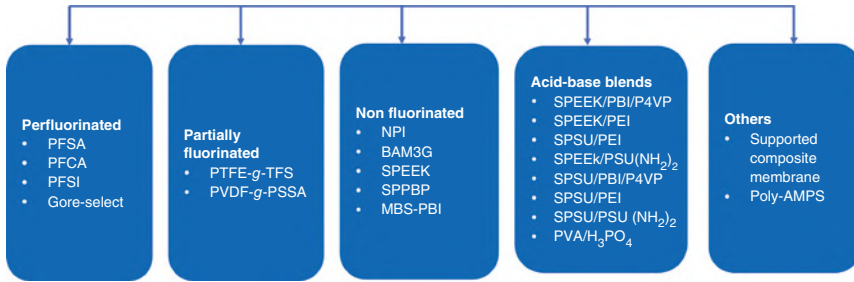 Perfluorinated
• PFSA
• PFCA
• PFSI
• Gore-select
Partially
fluorinated
• PTFE-g-TFS
• PVDF-g-PSSA
Non fluorinated
• NPI
• BAM3G
• SPEEK
• SPPBP
• MBS-PBI
Acid-base blends
• SPEEK/PBI/P4VP
• SPEEK/PEI
• SPSU/PEI
• SPEEk/PSU(NH2)2
• SPSU/PBI/P4VP
• SPSU/PEI
• SPSU/PSU (NH2)2
• PVA/H3PO4
Others
• Supported
composite
membrane
• Poly-AMPS